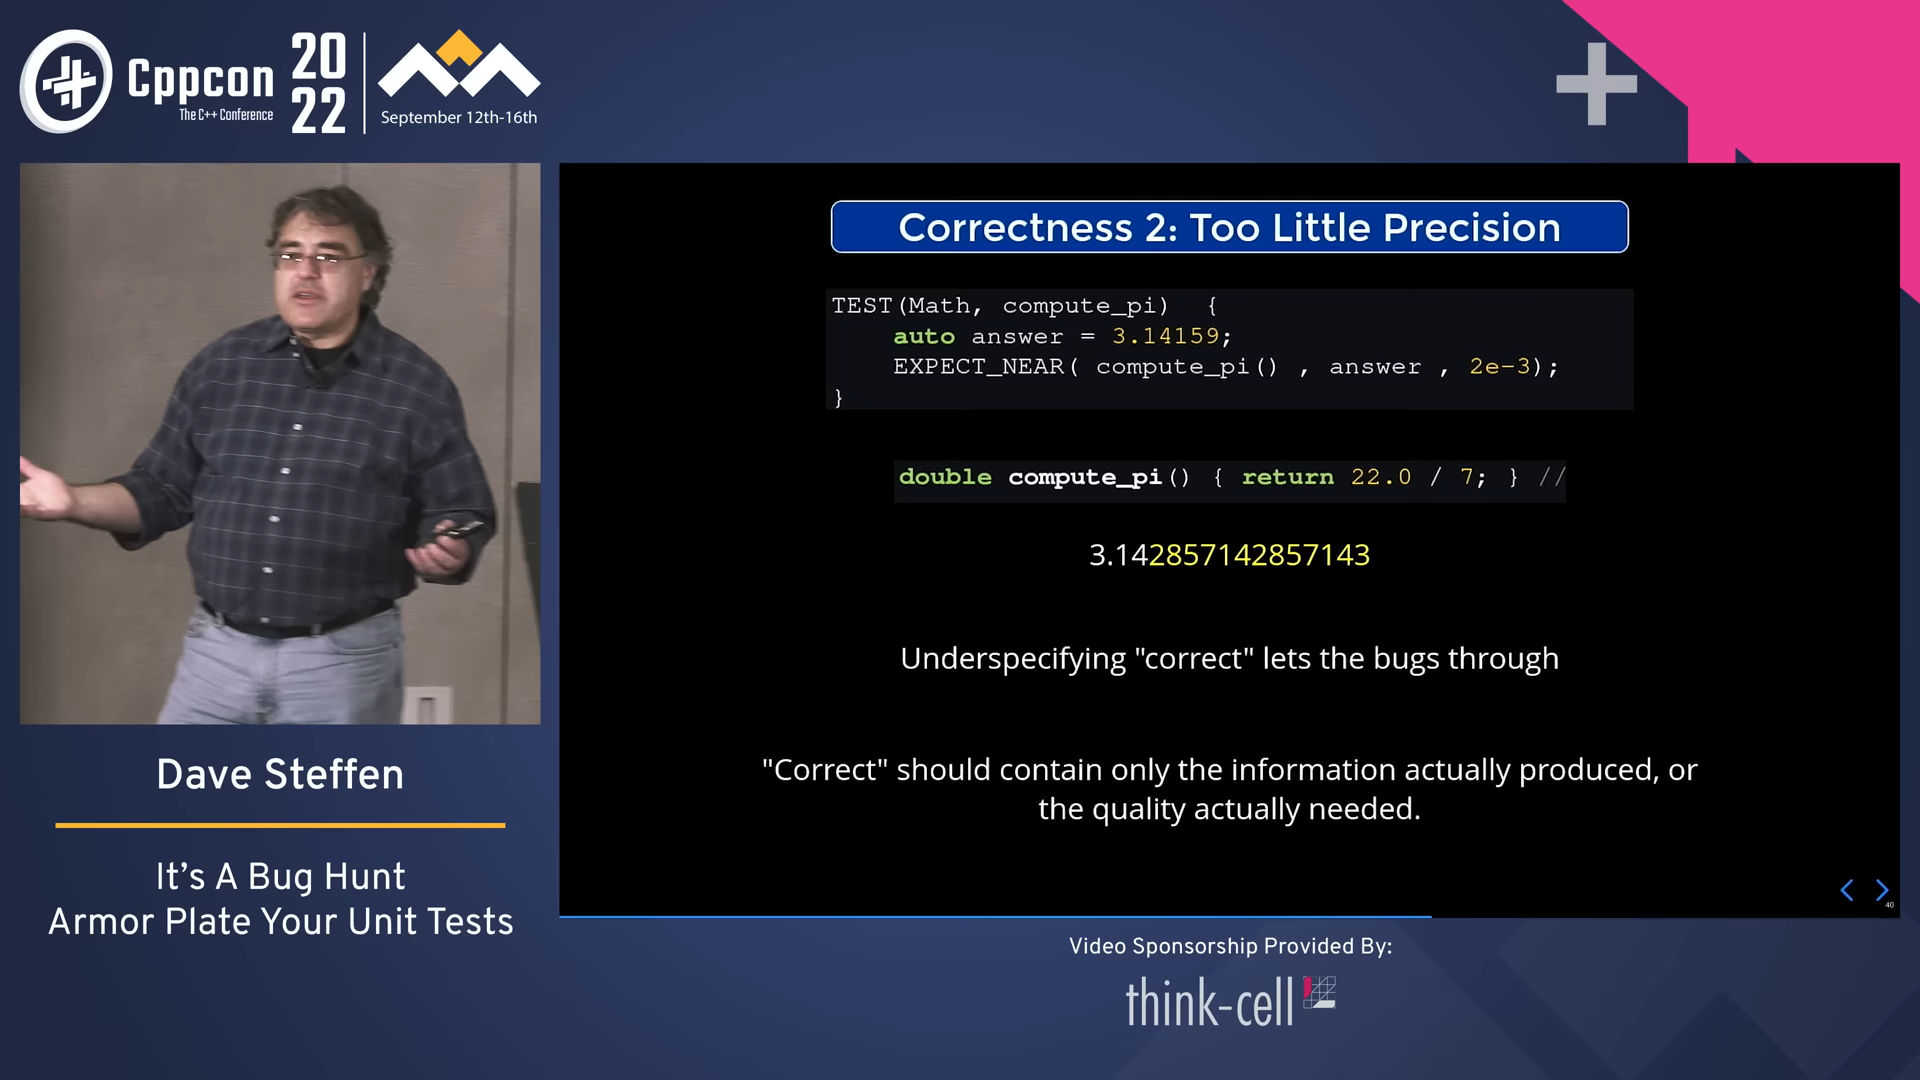 Cppcon
The C++ Conference
20
22
September 12th-16th
Correctness 2: Too Little Precision
TEST(Math, compute_pi)  {
    auto answer = 3.14159;
    EXPECT_NEAR( compute_pi() , answer , 2e-3);
}
double compute_pi() { return 22.0 / 7; } //
3.142857142857143
Underspecifying "correct" lets the bugs through
"Correct" should contain only the information actually produced, or
the quality actually needed.
40
Dave Steffen
It's A Bug Hunt
Armor Plate Your Unit Tests
Video Sponsorship Provided By:
think-cell